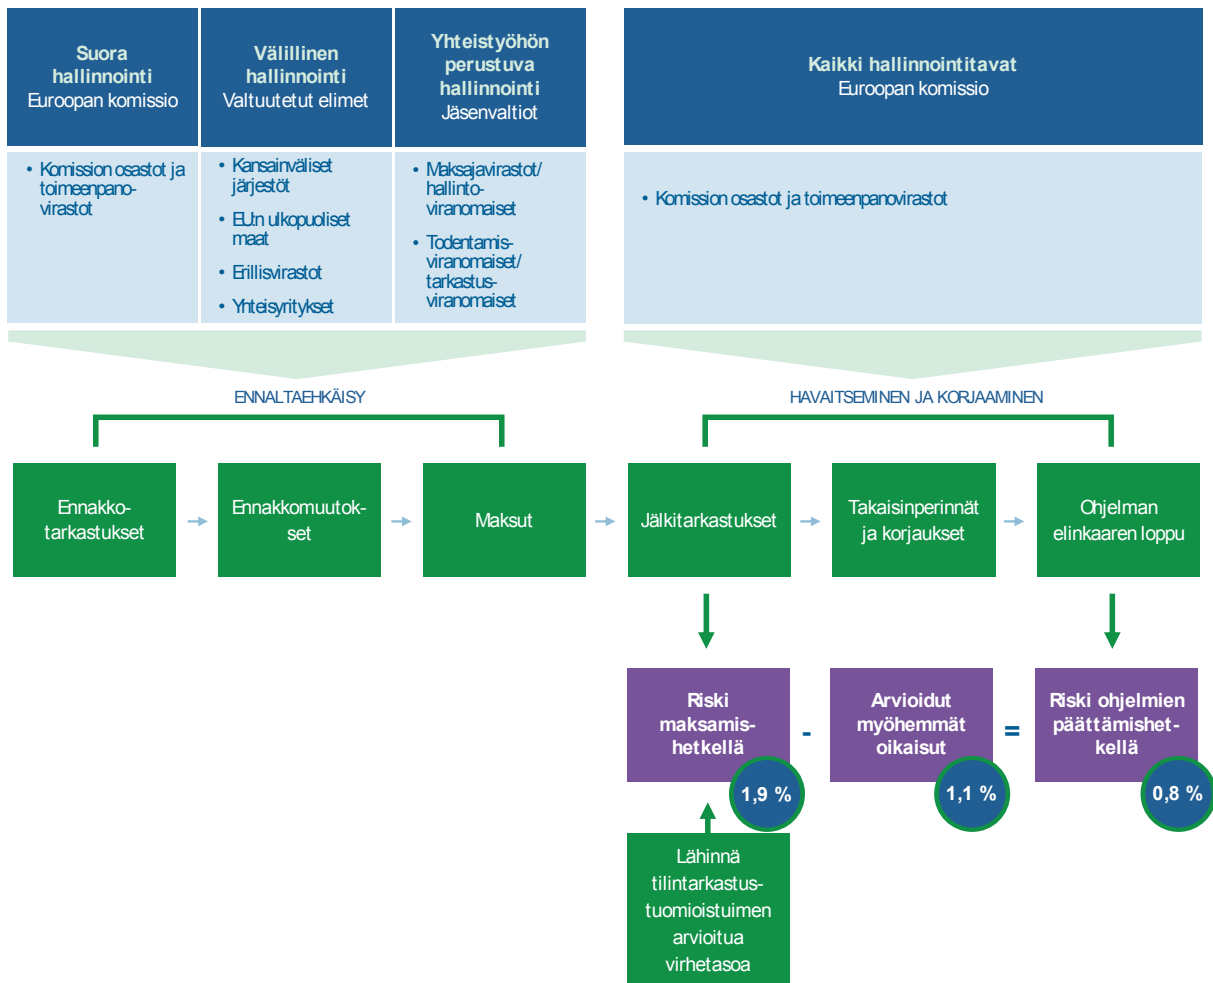 Suora
hallinnointi
Euroopan komissio
Välillinen
hallinnointi
Valtuutetut elimet
Yhteistyöhön
perustuva
hallinnointi
Jäsenvaltiot
Kaikki hallinnointitavat
Euroopan komissio
• Komission osastot ja
toimeenpano-
virastot
• Kansainväliset
järjestöt
• EU:n ulkopuoliset
maat
• Erillisvirastot
• Yhteisyritykset
• Maksajavirastot/
hallinto-
viranomaiset
• Todentamis-
viranomaiset/
tarkastus-
viranomaiset
• Komission osastot ja toimeenpanovirastot
ENNALTAEHKÄISY
HAVAITSEMINEN JA KORJAAMINEN
Ennakko-
tarkastukset
Ennakkomuutok-
set
Maksut
Jälkitarkastukset
Takaisinperinnät
ja korjaukset
Ohjelman
elinkaaren loppu
Riski
maksamis-
hetkellä
1,9 %
-
Arvioidut
myöhemmät
oikaisut
1,1 %
=
Riski ohjelmien
päättämishet-
kellä
0,8 %
Lähinnä
tilintarkastus-
tuomioistuimen
arvioitua
virhetasoa